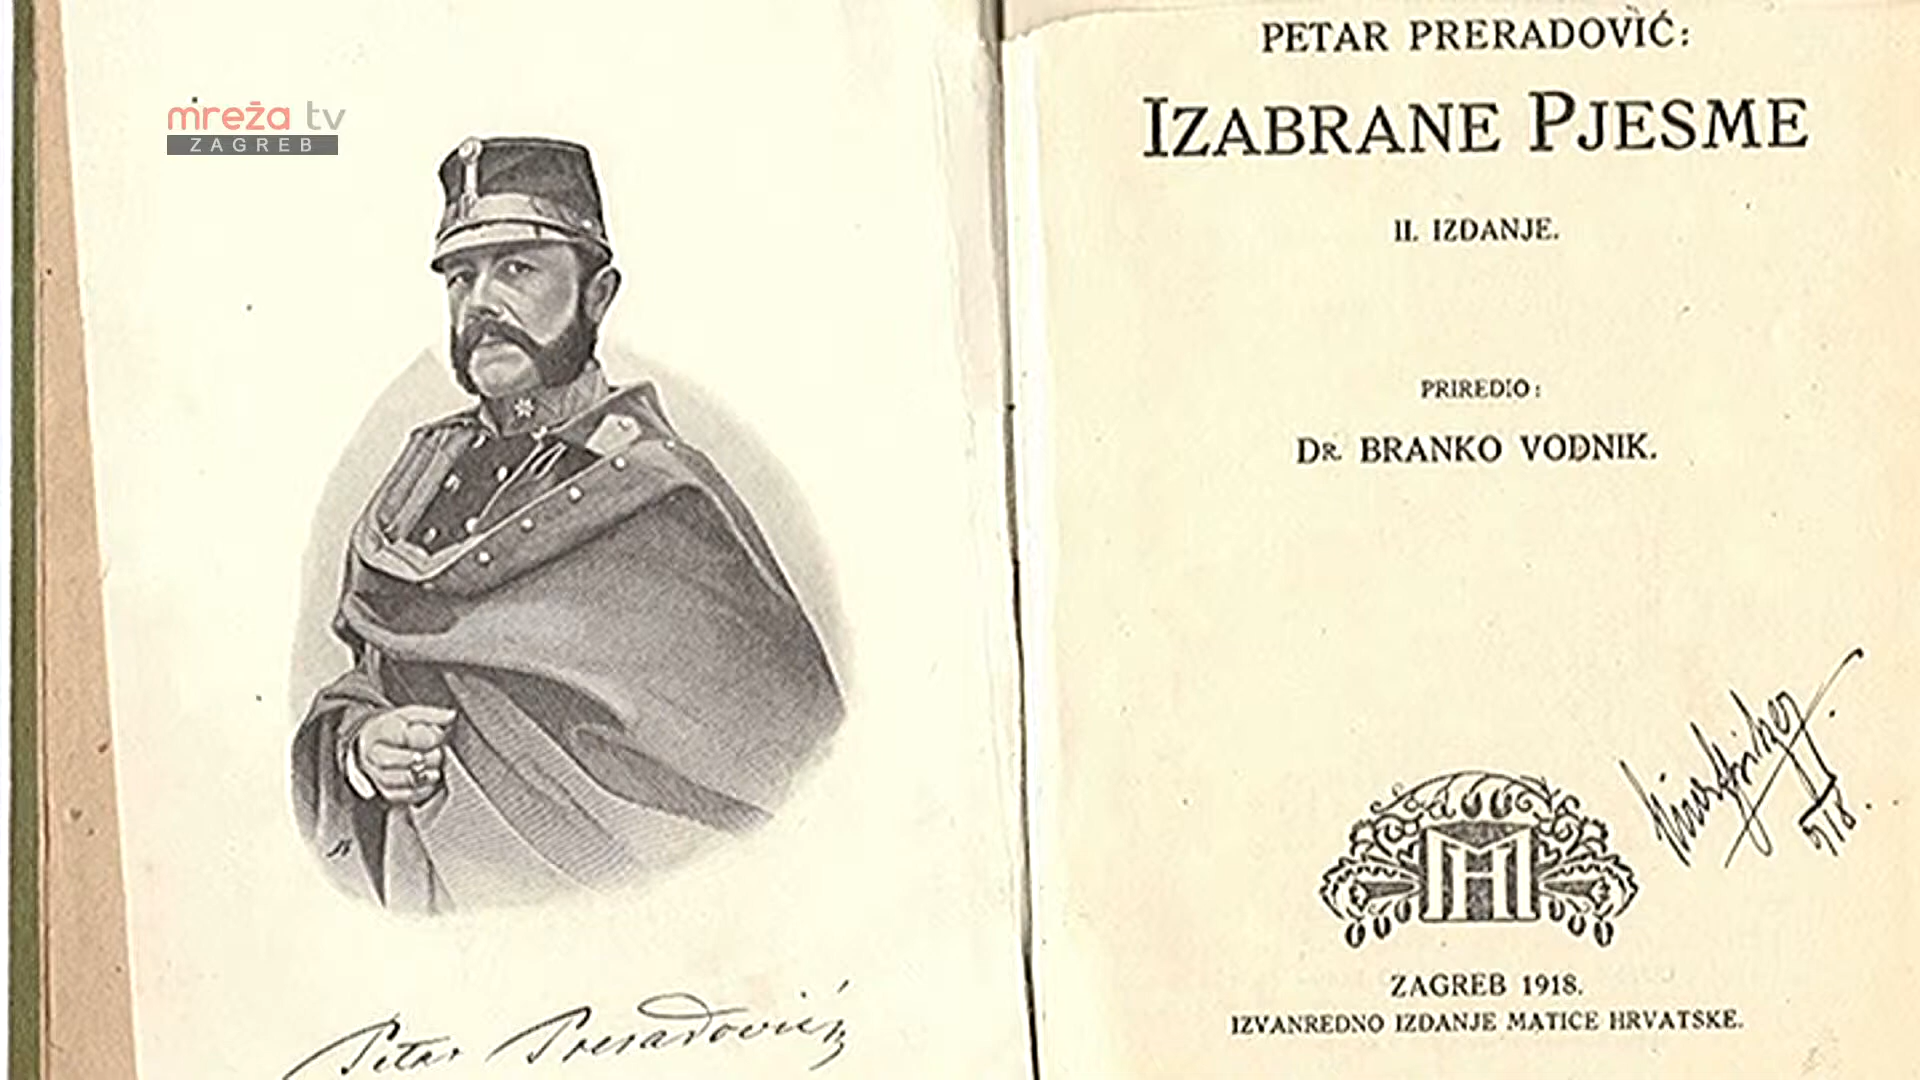 mreža tv
ZAGREB
Petar Preradović
PETAR PRERADOVIĆ:
IZABRANE PJESME
II. IZDANJE.
PRIREDIO:
DR. BRANKO VODNIK.
MH
ZAGREB 1918.
IZVANREDNO IZDANJE MATICE HRVATSKE.